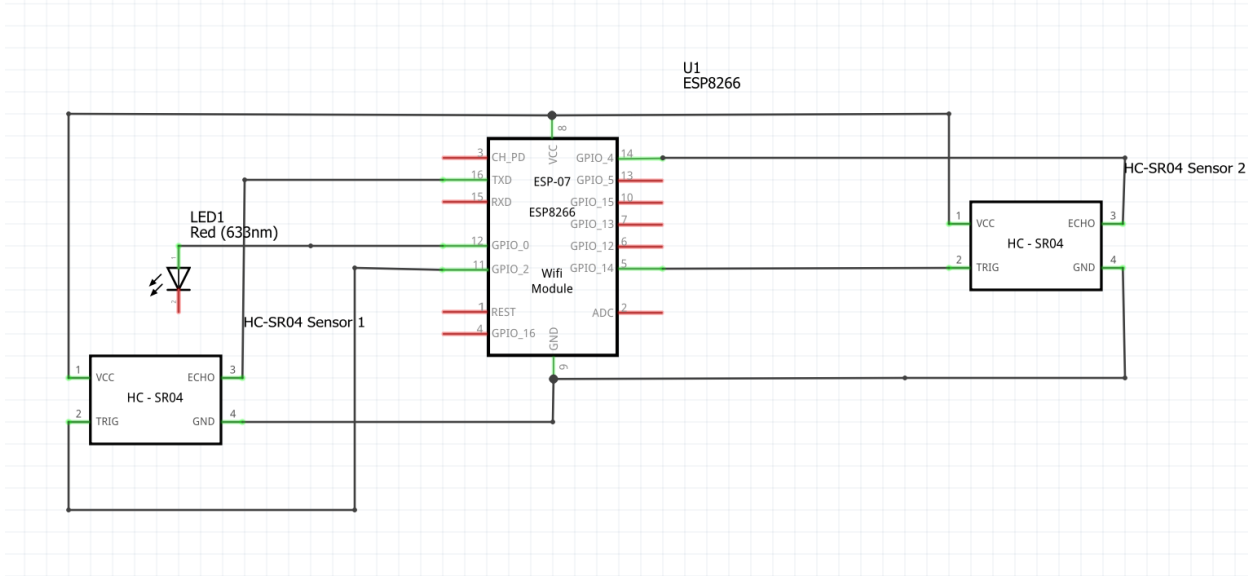 U1
ESP8266
8
VCC
3 CH_PD
GPIO_4 14
16 TXD
ESP-07
GPIO_5 13
15 RXD
GPIO_15 10
ESP8266
GPIO_13 7
12 GPIO_0
GPIO_12 6
11 GPIO_2
GPIO_14 5
Wifi
Module
1 REST
ADC 2
4 GPIO_16
GND
9
HC-SR04 Sensor 2
1 VCC
ECHO 3
HC - SR04
2 TRIG
GND 4
LED1
Red (633nm)
1
2
HC-SR04 Sensor 1
1 VCC
ECHO 3
HC - SR04
2 TRIG
GND 4